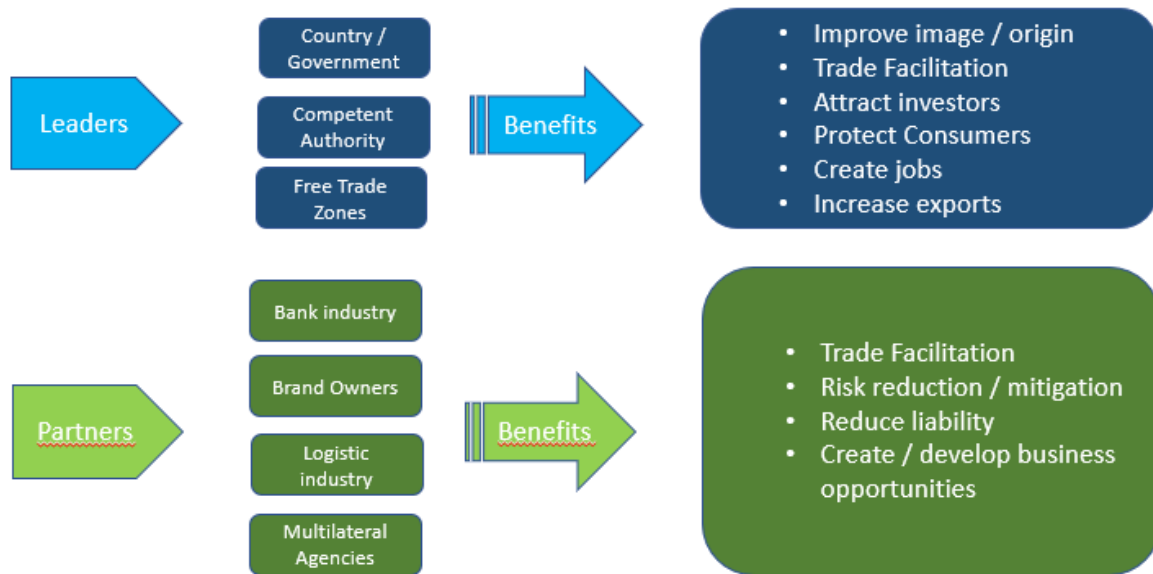 Leaders
Country /
Government
Competent
Authority
Free Trade
Zones
Benefits
• Improve image / origin
• Trade Facilitation
• Attract investors
• Protect Consumers
• Create jobs
• Increase exports
Partners
Bank industry
Brand Owners
Logistic
industry
Multilateral
Agencies
Benefits
• Trade Facilitation
• Risk reduction / mitigation
• Reduce liability
• Create / develop business
opportunities